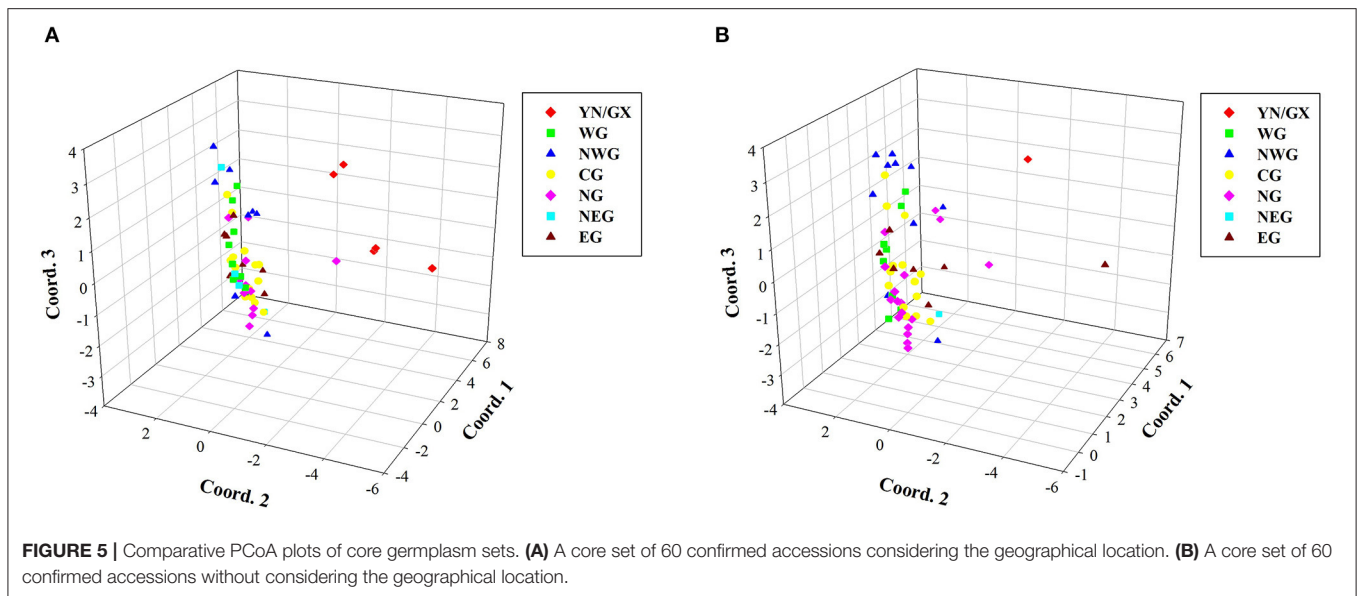 A
YN/GX
WG
NWG
CG
NG
NEG
EG
4
3
2
1
0
-1
-2
-3
-4
Coord. 3
2
0
-2
-4
-6
Coord. 2
-4
-2
0
2
4
6
8
Coord. 1
B
YN/GX
WG
NWG
CG
NG
NEG
EG
4
3
2
1
0
-1
-2
-3
-4
Coord. 3
2
0
-2
-4
-6
Coord. 2
-1
0
1
2
3
4
5
6
7
Coord. 1
FIGURE 5 | Comparative PCoA plots of core germplasm sets. (A) A core set of 60 confirmed accessions considering the geographical location. (B) A core set of 60
confirmed accessions without considering the geographical location.